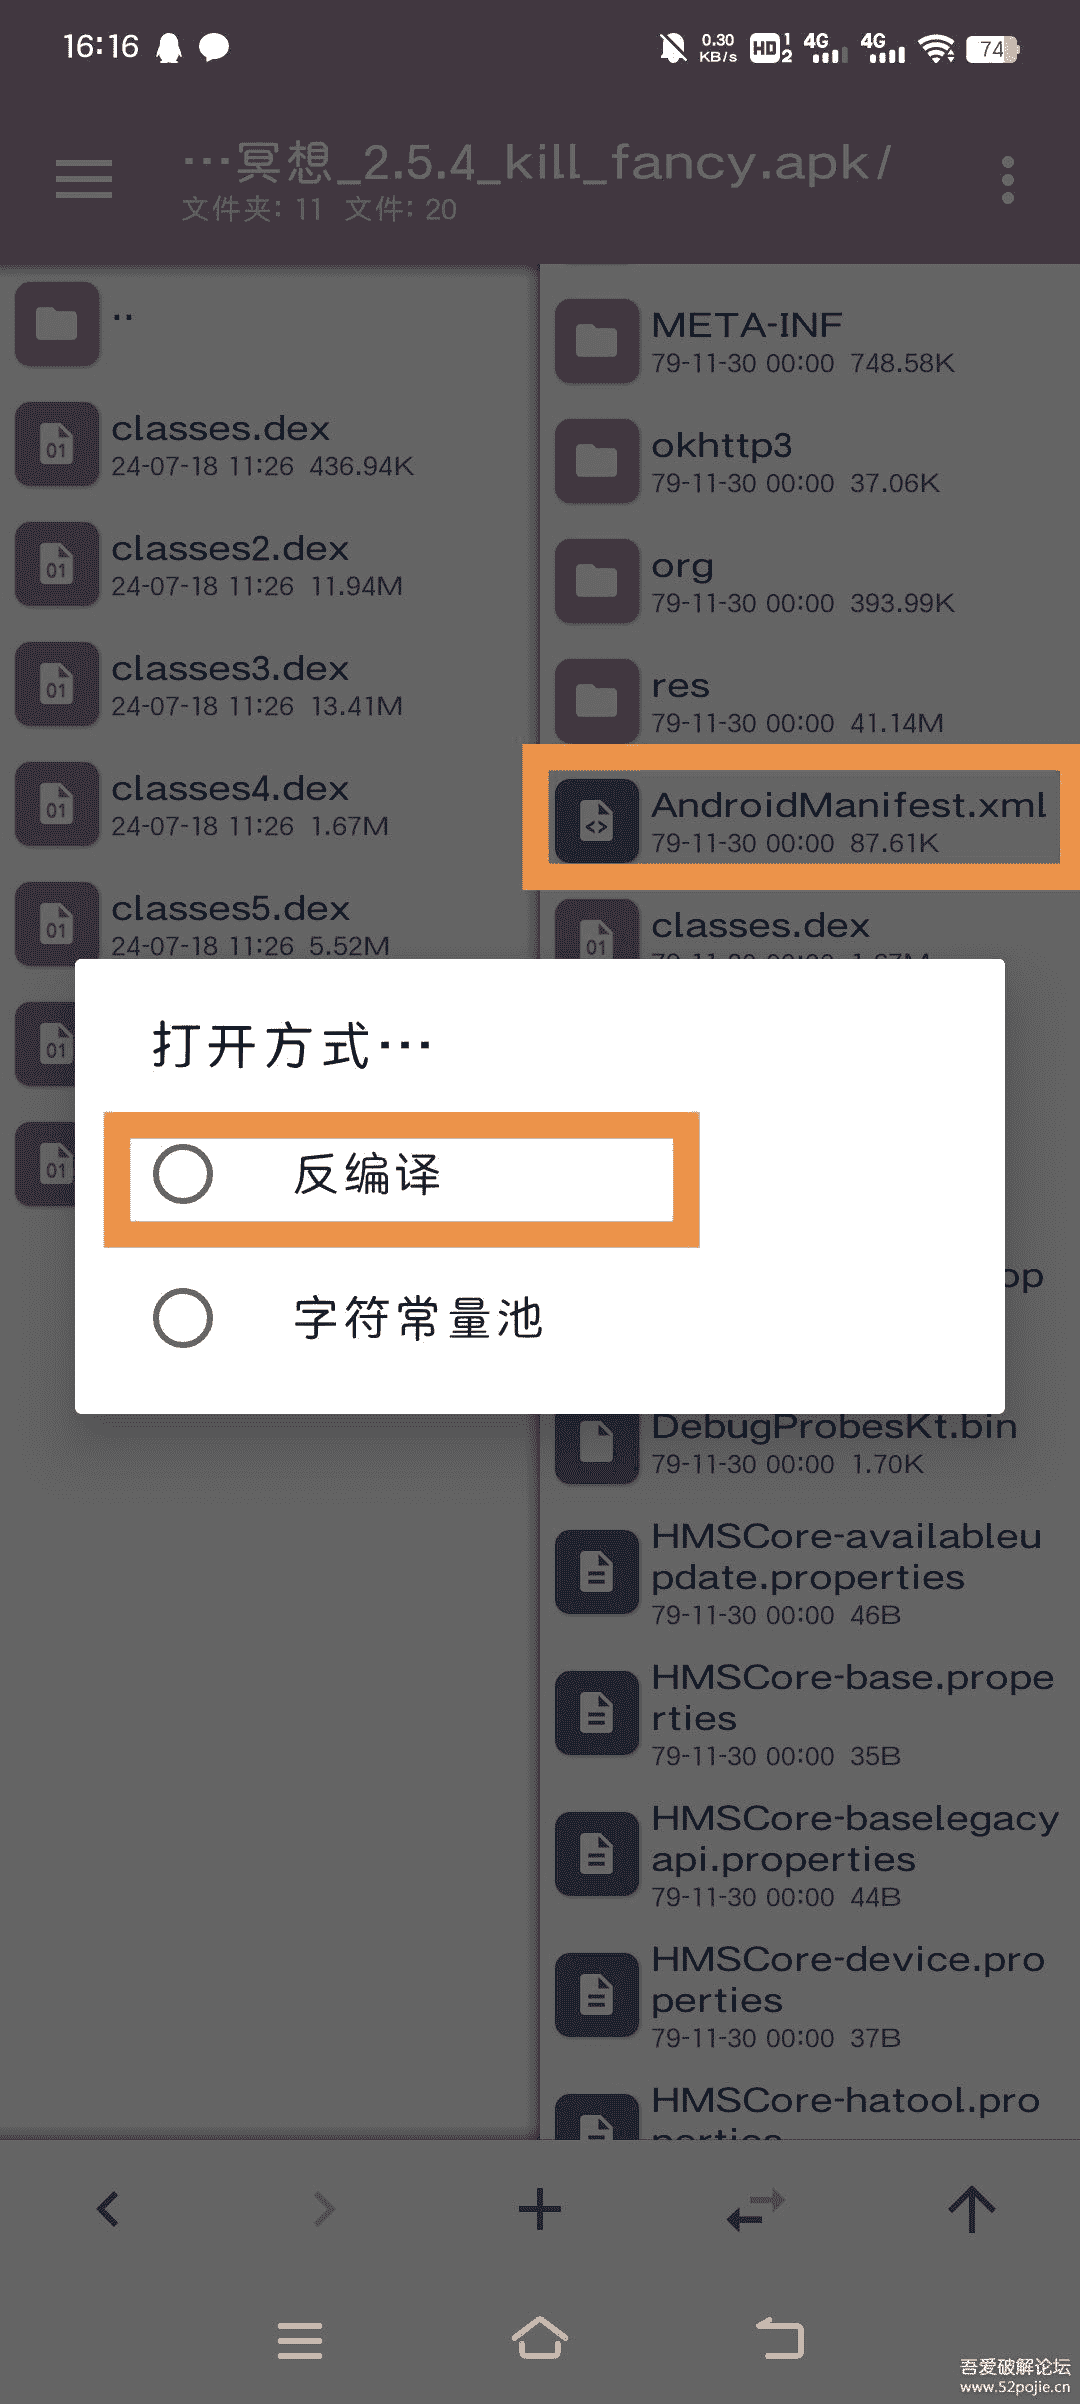 16:16
0.30
KB/s
HD
1
2
4G
4G
74
…冥想_2.5.4_kill_fancy.apk/
文件夹: 11 文件: 20
..
classes.dex
24-07-18 11:26 436.94K
classes2.dex
24-07-18 11:26 11.94M
classes3.dex
24-07-18 11:26 13.41M
classes4.dex
24-07-18 11:26 1.67M
classes5.dex
24-07-18 11:26 5.52M
META-INF
79-11-30 00:00 748.58K
okhttp3
79-11-30 00:00 37.06K
org
79-11-30 00:00 393.99K
res
79-11-30 00:00 41.14M
AndroidManifest.xml
79-11-30 00:00 87.61K
classes.dex
打开方式…
反编译
字符常量池
op
DebugProbesKt.bin
79-11-30 00:00 1.70K
HMSCore-availableu
pdate.properties
79-11-30 00:00 46B
HMSCore-base.prope
rties
79-11-30 00:00 35B
HMSCore-baselegacy
api.properties
79-11-30 00:00 44B
HMSCore-device.pro
perties
79-11-30 00:00 37B
HMSCore-hatool.pro
perties
吾爱破解论坛
www.52pojie.cn